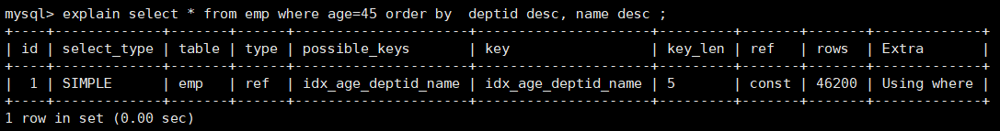 mysql> explain select * from emp where age=45 order by  deptid desc, name desc ;
+----+-------------+-------+------+---------------------+---------------------+---------+-------+-------+-------------+
| id | select_type | table | type | possible_keys       | key                 | key_len | ref   | rows  | Extra       |
+----+-------------+-------+------+---------------------+---------------------+---------+-------+-------+-------------+
|  1 | SIMPLE      | emp   | ref  | idx_age_deptid_name | idx_age_deptid_name | 5       | const | 46200 | Using where |
+----+-------------+-------+------+---------------------+---------------------+---------+-------+-------+-------------+
1 row in set (0.00 sec)